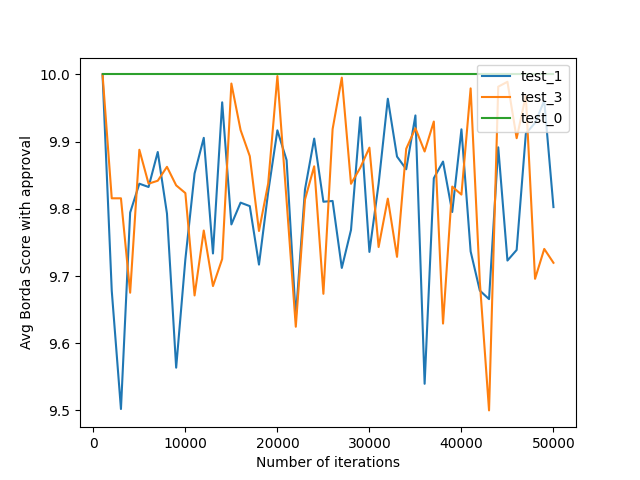 test_1
test_3
test_0
10.0
9.9
9.8
9.7
9.6
9.5
Avg Borda Score with approval
0
10000
20000
30000
40000
50000
Number of iterations